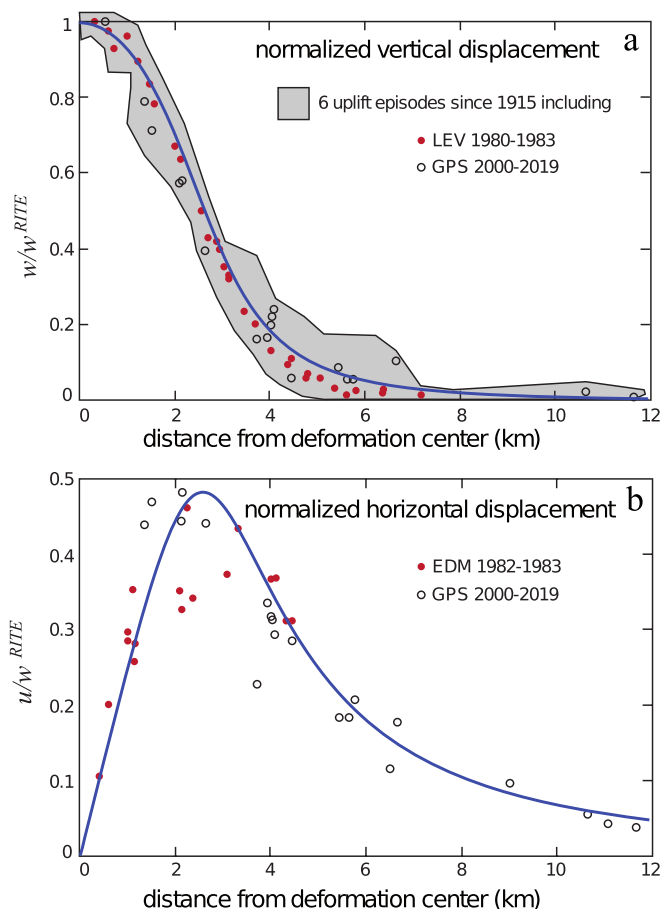 a
normalized vertical displacement
6 uplift episodes since 1915 including
LEV 1980-1983
GPS 2000-2019
w/w RITE
1
0.8
0.6
0.4
0.2
0
0 2 4 6 8 10 12
distance from deformation center (km)
b
normalized horizontal displacement
EDM 1982-1983
GPS 2000-2019
u/w RITE
0.5
0.4
0.3
0.2
0.1
0
0 2 4 6 8 10 12
distance from deformation center (km)